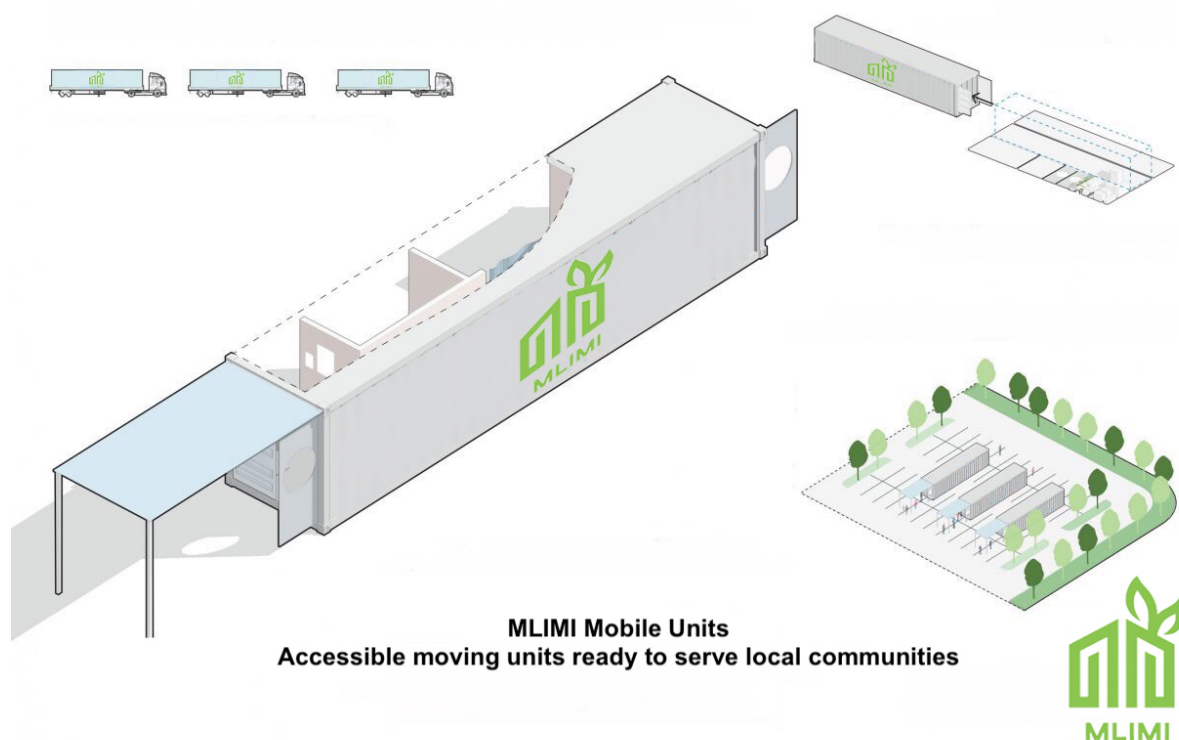 MLIMI
MLIMI Mobile Units
Accessible moving units ready to serve local communities
MLIMI